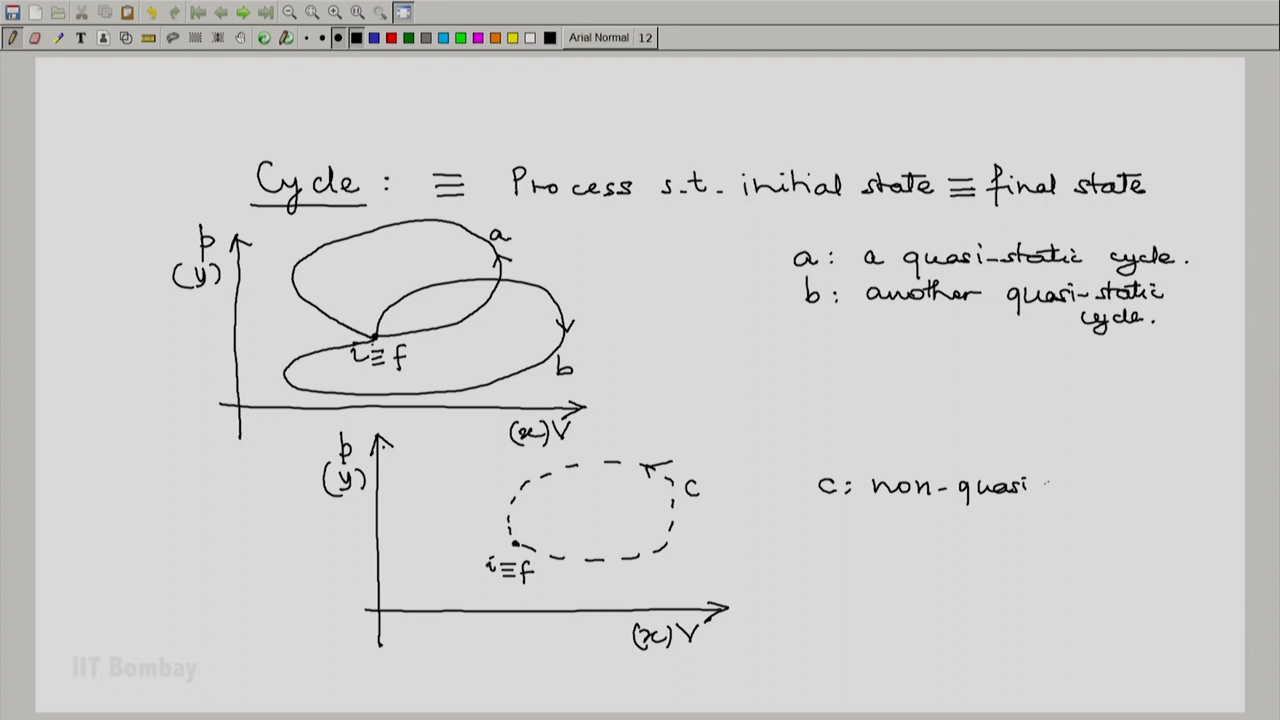 Arial Normal 12
Cycle : ≡ Process s.t. initial state ≡ final state
p
(y)
a
i ≡ f
b
(x) V
a : a quasi-static cycle.
b : another quasi-static
cycle.
p
(y)
c
i ≡ f
(x) V
c : non-quasi
IIT Bombay